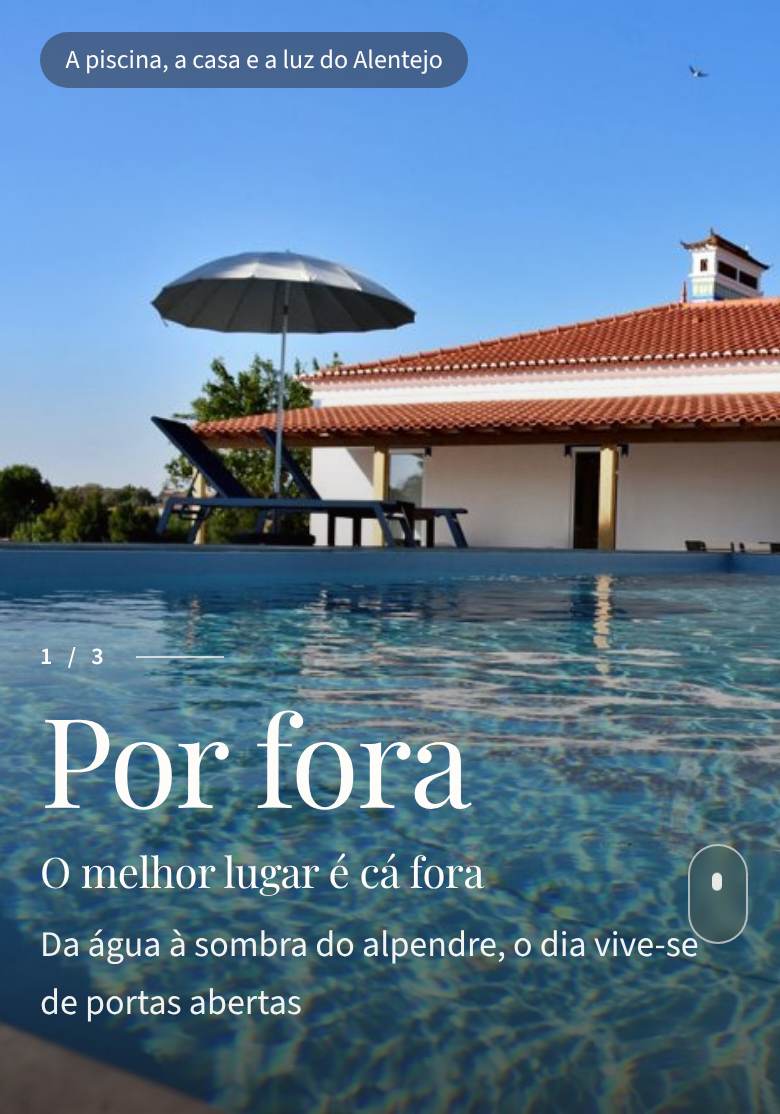 A piscina, a casa e a luz do Alentejo
1 / 3
Por fora
O melhor lugar é cá fora
Da água à sombra do alpendre, o dia vive-se
de portas abertas